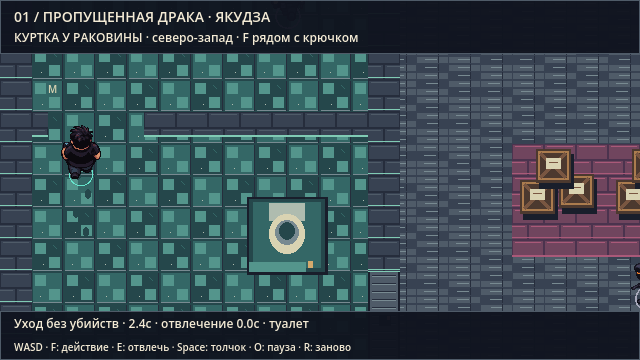 01 / ПРОПУЩЕННАЯ ДРАКА · ЯКУДЗА
КУРТКА У РАКОВИНЫ · северо-запад · F рядом с крючком
М
Уход без убийств · 2.4с · отвлечение 0.0с · туалет
WASD · F: действие · E: отвлечь · Space: толчок · O: пауза · R: заново